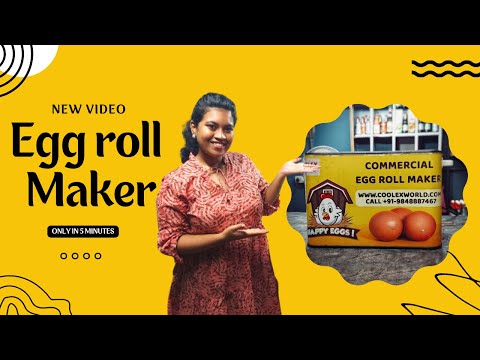 NEW VIDEO
Egg roll
Maker
ONLY IN 5 MINUTES
COMMERCIAL
EGG ROLL MAKER
WWW.COOLEXWORLD.COM
CALL +91-9848887467
HAPPY EGGS !